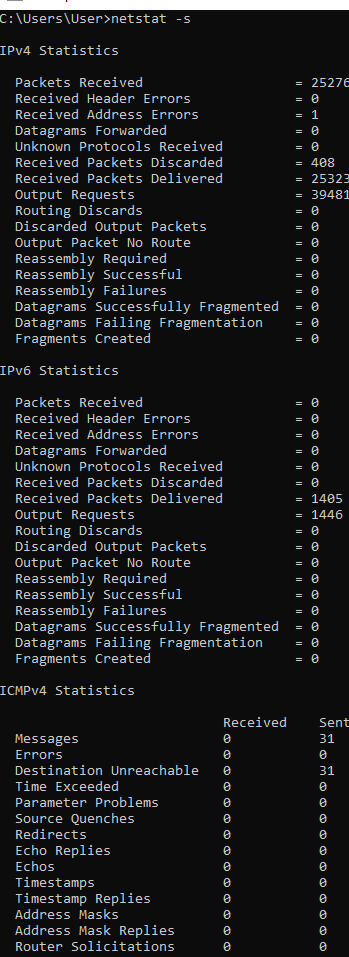 C:\Users\User>netstat -s
IPv4 Statistics
Packets Received = 25276
Received Header Errors = 0
Received Address Errors = 1
Datagrams Forwarded = 0
Unknown Protocols Received = 0
Received Packets Discarded = 408
Received Packets Delivered = 25323
Output Requests = 39481
Routing Discards = 0
Discarded Output Packets = 0
Output Packet No Route = 0
Reassembly Required = 0
Reassembly Successful = 0
Reassembly Failures = 0
Datagrams Successfully Fragmented = 0
Datagrams Failing Fragmentation = 0
Fragments Created = 0
IPv6 Statistics
Packets Received = 0
Received Header Errors = 0
Received Address Errors = 0
Datagrams Forwarded = 0
Unknown Protocols Received = 0
Received Packets Discarded = 0
Received Packets Delivered = 1405
Output Requests = 1446
Routing Discards = 0
Discarded Output Packets = 0
Output Packet No Route = 0
Reassembly Required = 0
Reassembly Successful = 0
Reassembly Failures = 0
Datagrams Successfully Fragmented = 0
Datagrams Failing Fragmentation = 0
Fragments Created = 0
ICMPv4 Statistics
Received Sent
Messages 0 31
Errors 0 0
Destination Unreachable 0 31
Time Exceeded 0 0
Parameter Problems 0 0
Source Quenches 0 0
Redirects 0 0
Echo Replies 0 0
Echos 0 0
Timestamps 0 0
Timestamp Replies 0 0
Address Masks 0 0
Address Mask Replies 0 0
Router Solicitations 0 0